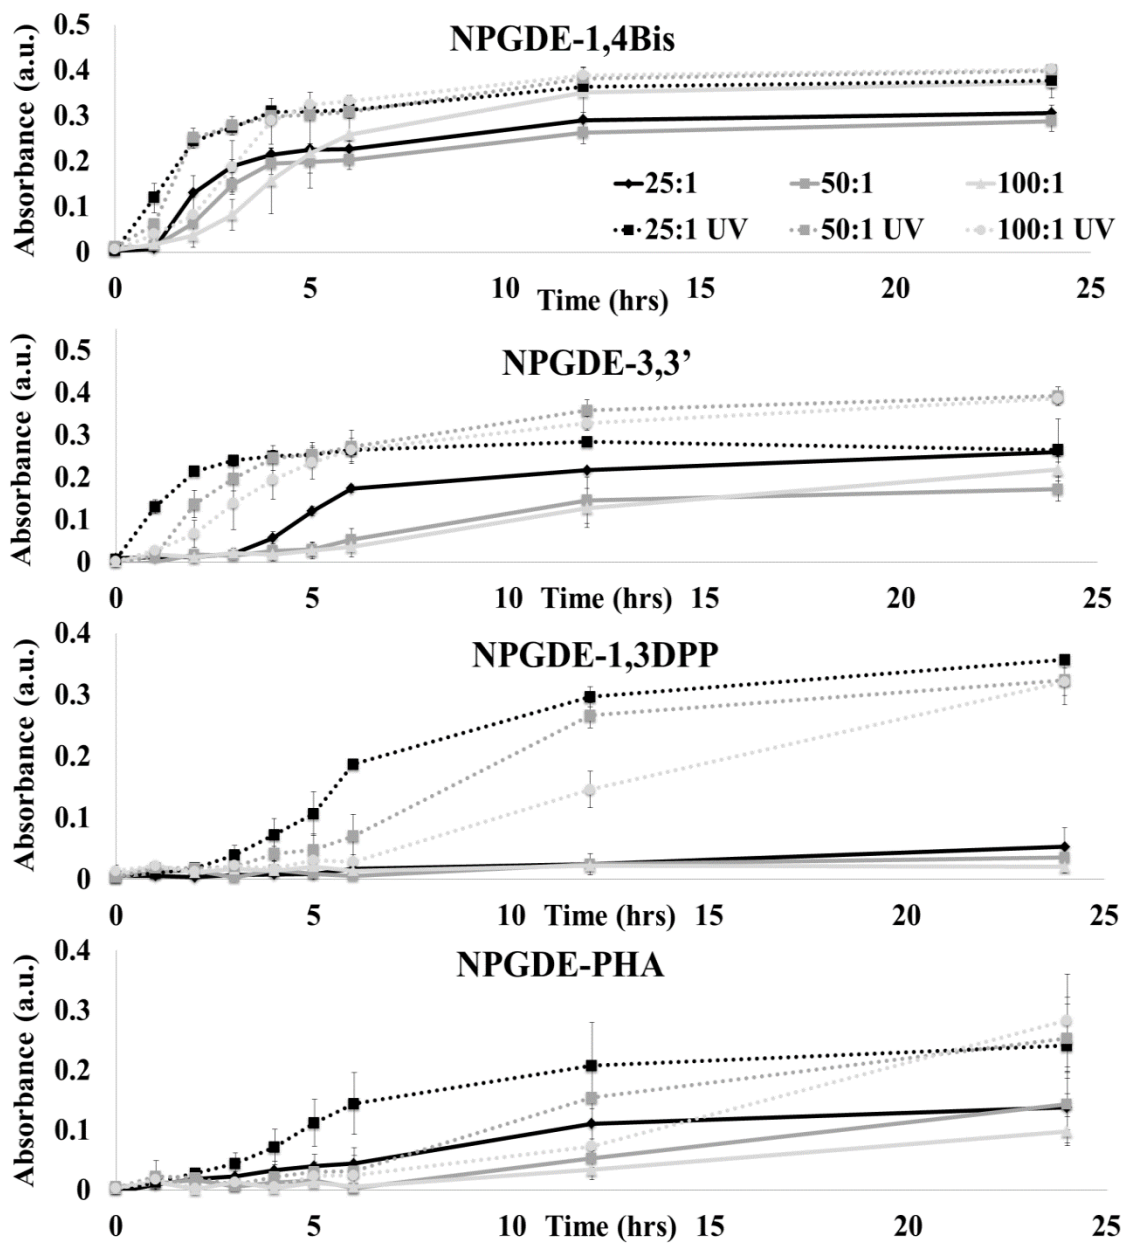 NPGDE-1,4Bis
Absorbance (a.u.)
0.5
0.4
0.3
0.2
0.1
0
25:1 50:1 100:1
25:1 UV 50:1 UV 100:1 UV
0 5 10 15 20 25
Time (hrs)
NPGDE-3,3’
Absorbance (a.u.)
0.5
0.4
0.3
0.2
0.1
0
0 5 10 Time (hrs) 15 20 25
NPGDE-1,3DPP
Absorbance (a.u.)
0.4
0.3
0.2
0.1
0
0 5 10 Time (hrs) 15 20 25
NPGDE-PHA
Absorbance (a.u.)
0.4
0.3
0.2
0.1
0
0 5 10 Time (hrs) 15 20 25